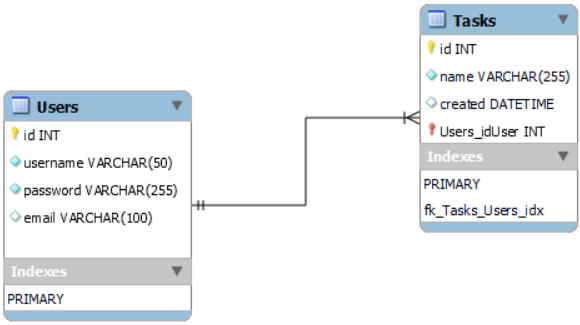 Users
id INT
username VARCHAR(50)
password VARCHAR(255)
email VARCHAR(100)
Indexes
PRIMARY
Tasks
id INT
name VARCHAR(255)
created DATETIME
Users_idUser INT
Indexes
PRIMARY
fk_Tasks_Users_idx